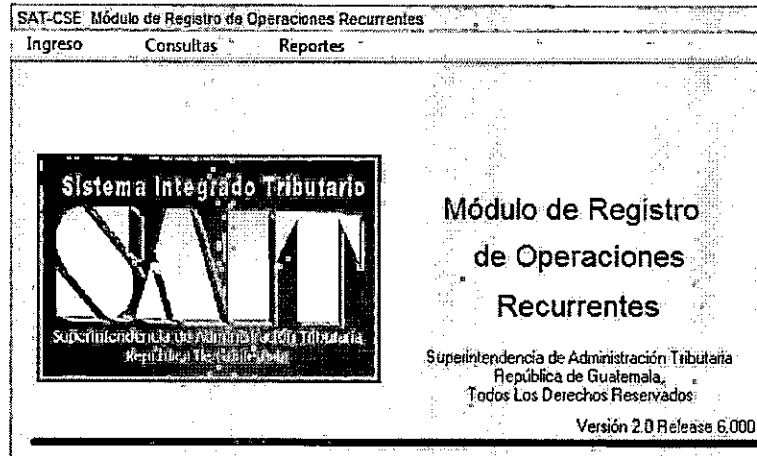 SAT-CSE Módulo de Registro de Operaciones Recurrentes
Ingreso Consultas Reportes
Sistema Integrado Tributario
SAT
Superintendencia de Administración Tributaria
República de Guatemala
Módulo de Registro
de Operaciones
Recurrentes
Superintendencia de Administración Tributaria
República de Guatemala,
Todos Los Derechos Reservados
Versión 2.0 Release 6,000